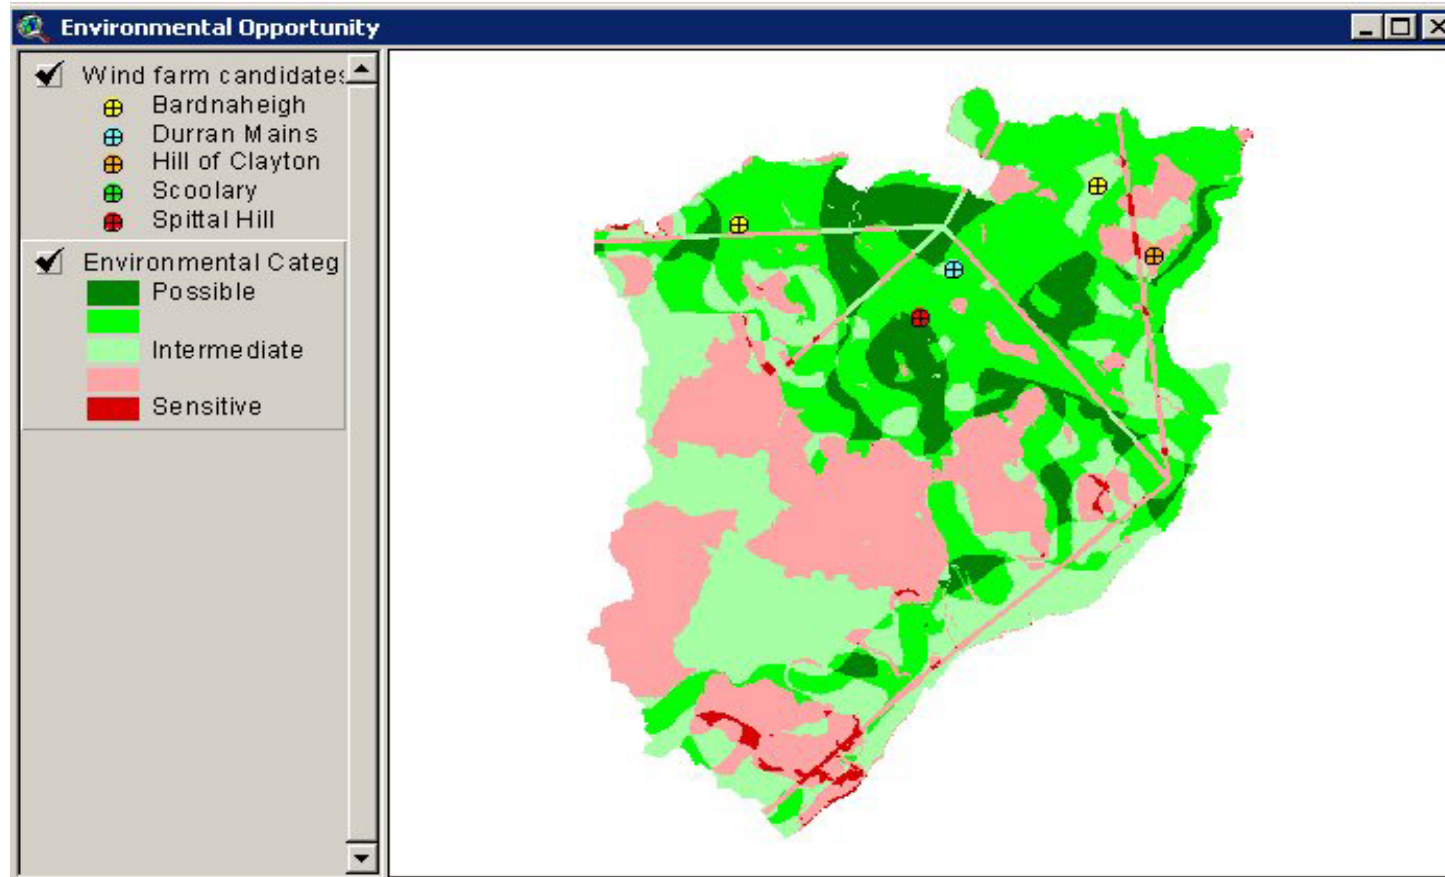 Environmental Opportunity
Wind farm candidates
Bardnaheigh
Durran Mains
Hill of Clayton
Scoolary
Spittal Hill
Environmental Categ
Possible
Intermediate
Sensitive